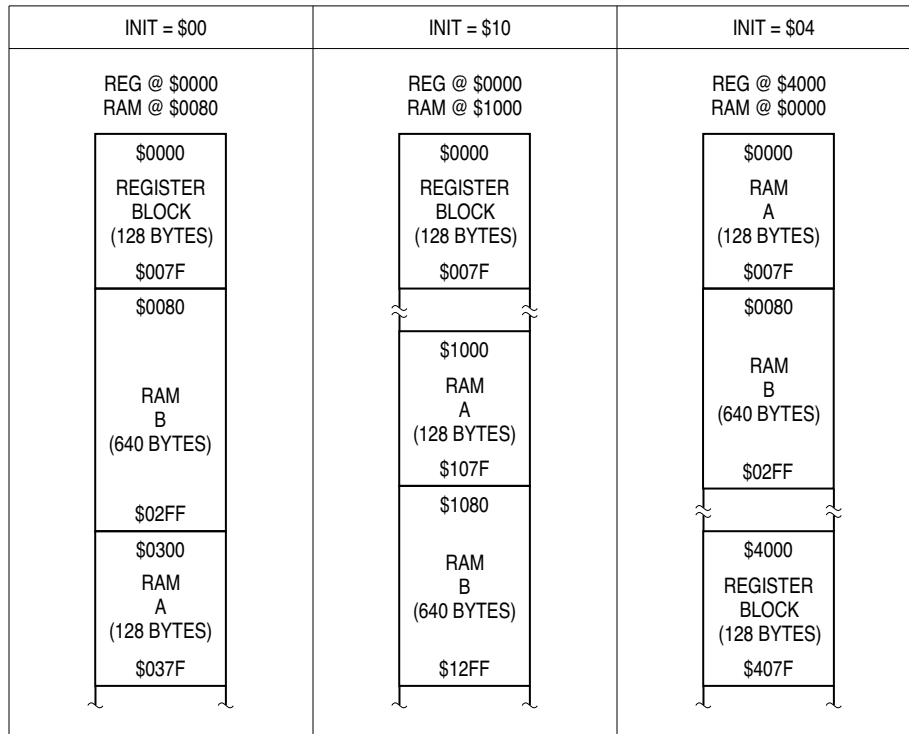 INIT = $00
REG @ $0000
RAM @ $0080
$0000
REGISTER
BLOCK
(128 BYTES)
$007F
$0080
RAM
B
(640 BYTES)
$02FF
$0300
RAM
A
(128 BYTES)
$037F
INIT = $10
REG @ $0000
RAM @ $1000
$0000
REGISTER
BLOCK
(128 BYTES)
$007F
$1000
RAM
A
(128 BYTES)
$107F
$1080
RAM
B
(640 BYTES)
$12FF
INIT = $04
REG @ $4000
RAM @ $0000
$0000
RAM
A
(128 BYTES)
$007F
$0080
RAM
B
(640 BYTES)
$02FF
$4000
REGISTER
BLOCK
(128 BYTES)
$407F